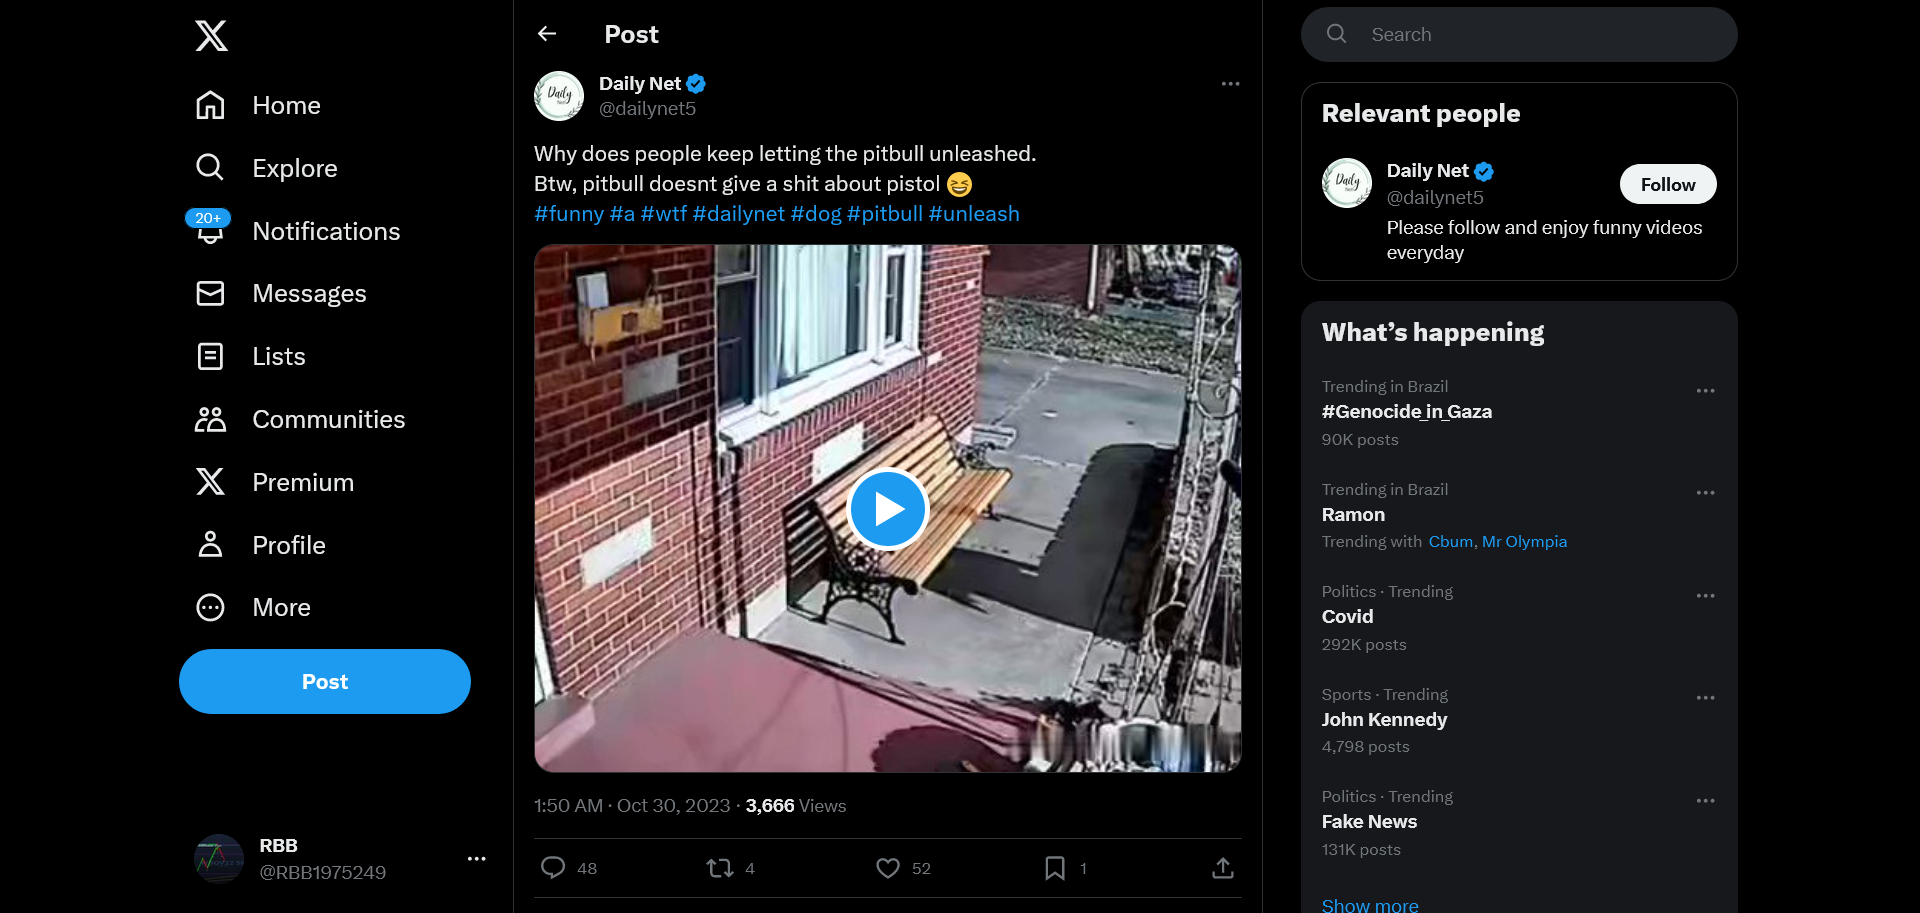 Home
Explore
20+
Notifications
Messages
Lists
Communities
Premium
Profile
More
Post
RBB
@RBB1975249
Post
Daily Net
@dailynet5
Why does people keep letting the pitbull unleashed.
Btw, pitbull doesnt give a shit about pistol 😆
#funny #a #wtf #dailynet #dog #pitbull #unleash
1:50 AM · Oct 30, 2023 · 3,666 Views
48
4
52
1
Search
Relevant people
Daily
Net
Daily Net
@dailynet5
Follow
Please follow and enjoy funny videos
everyday
What's happening
Trending in Brazil
#Genocide_in_Gaza
90K posts
Trending in Brazil
Ramon
Trending with Cbum, Mr Olympia
Politics · Trending
Covid
292K posts
Sports · Trending
John Kennedy
4,798 posts
Politics · Trending
Fake News
131K posts
Show more